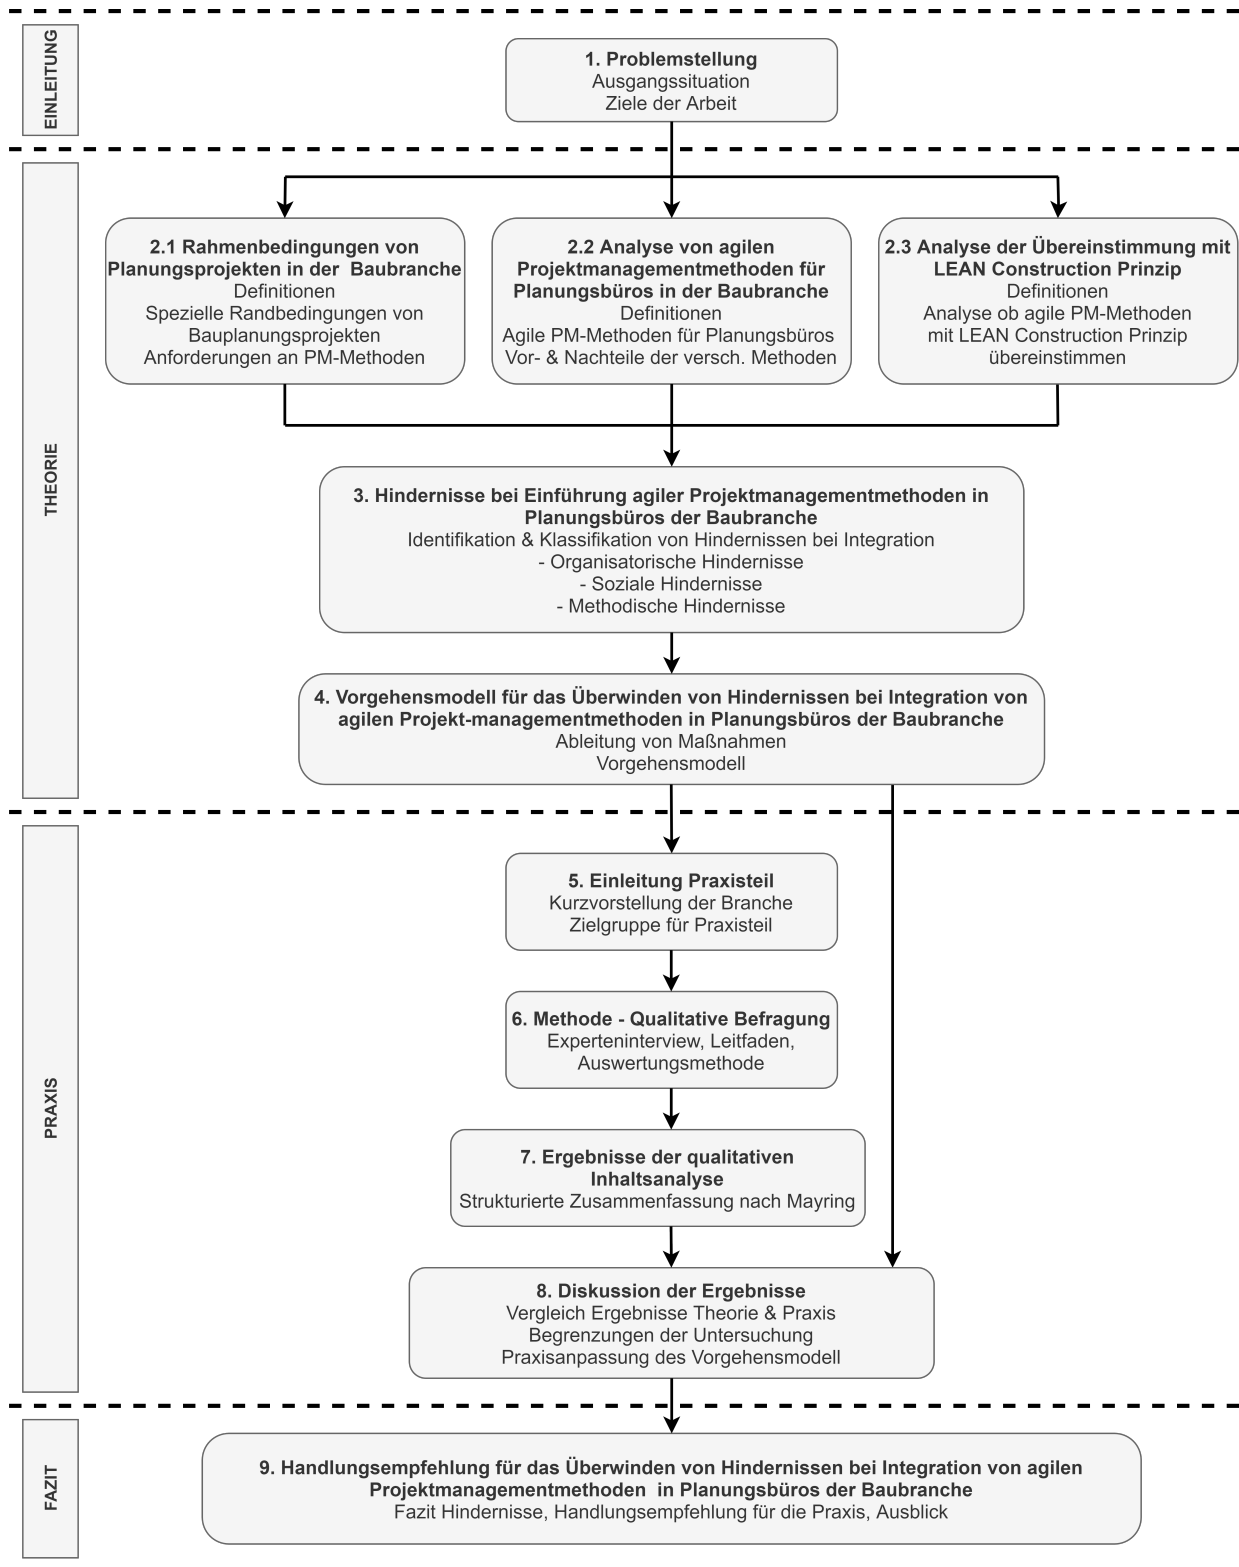 EINLEITUNG
1. Problemstellung
Ausgangssituation
Ziele der Arbeit
THEORIE
2.1 Rahmenbedingungen von
Planungsprojekten in der  Baubranche
Definitionen
Spezielle Randbedingungen von
Bauplanungsprojekten
Anforderungen an PM-Methoden
2.2 Analyse von agilen
Projektmanagementmethoden für
Planungsbüros in der Baubranche
Definitionen
Agile PM-Methoden für Planungsbüros
Vor- & Nachteile der versch. Methoden
2.3 Analyse der Übereinstimmung mit
LEAN Construction Prinzip
Definitionen
Analyse ob agile PM-Methoden
mit LEAN Construction Prinzip
übereinstimmen
3. Hindernisse bei Einführung agiler Projektmanagementmethoden in
Planungsbüros der Baubranche
Identifikation & Klassifikation von Hindernissen bei Integration
- Organisatorische Hindernisse
- Soziale Hindernisse
- Methodische Hindernisse
4. Vorgehensmodell für das Überwinden von Hindernissen bei Integration von
agilen Projekt-managementmethoden in Planungsbüros der Baubranche
Ableitung von Maßnahmen
Vorgehensmodell
PRAXIS
5. Einleitung Praxisteil
Kurzvorstellung der Branche
Zielgruppe für Praxisteil
6. Methode - Qualitative Befragung
Experteninterview, Leitfaden,
Auswertungsmethode
7. Ergebnisse der qualitativen
Inhaltsanalyse
Strukturierte Zusammenfassung nach Mayring
8. Diskussion der Ergebnisse
Vergleich Ergebnisse Theorie & Praxis
Begrenzungen der Untersuchung
Praxisanpassung des Vorgehensmodell
FAZIT
9. Handlungsempfehlung für das Überwinden von Hindernissen bei Integration von agilen
Projektmanagementmethoden  in Planungsbüros der Baubranche
Fazit Hindernisse, Handlungsempfehlung für die Praxis, Ausblick